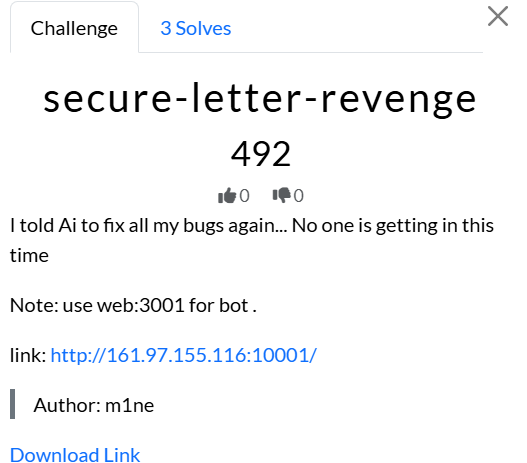 Challenge
3 Solves
secure-letter-revenge
492
0 0
I told Ai to fix all my bugs again... No one is getting in this
time
Note: use web:3001 for bot .
link: http://161.97.155.116:10001/
Author: m1ne
Download Link